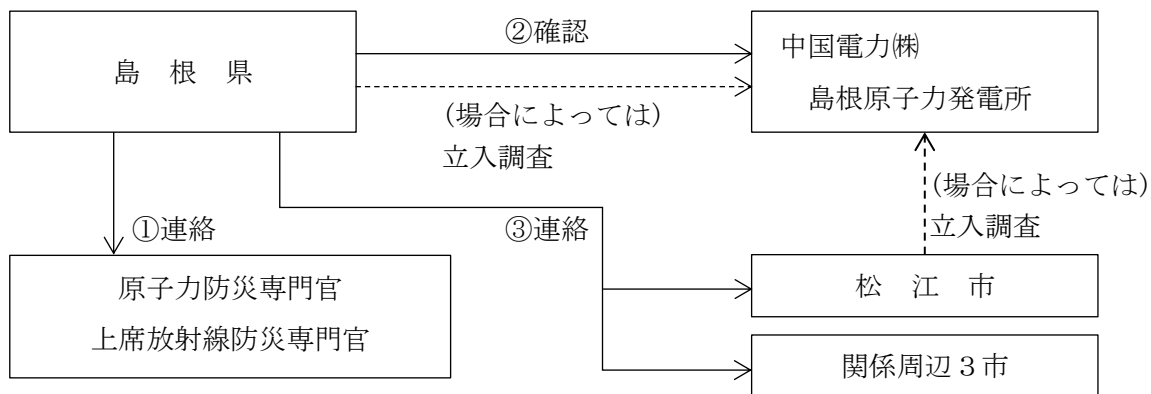 島 根 県
②確認
中国電力㈱
島根原子力発電所
(場合によっては)
立入調査
(場合によっては)
立入調査
①連絡
③連絡
原子力防災専門官
上席放射線防災専門官
松 江 市
関係周辺３市